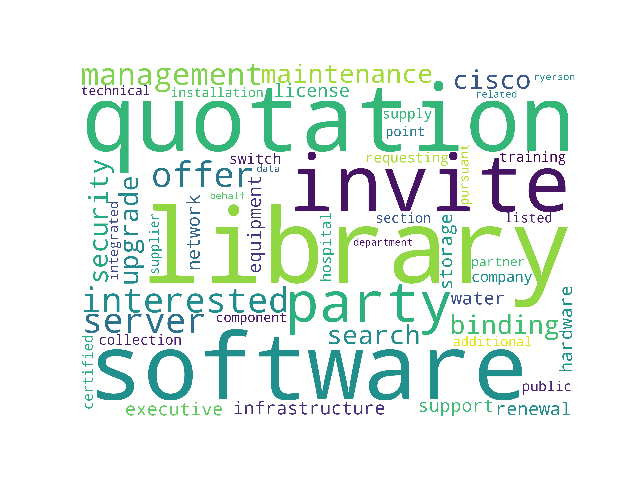 management maintenance cisco ryerson
technical installation license related
quotation
supply
point
switch requesting training
security offer data invite pursuant
integrated upgrade behalf
supplier network equipment hospital section storage listed
library
department
partner
company
interested party water
server component binding hardware
collection search additional
certified software public
executive infrastructure support renewal